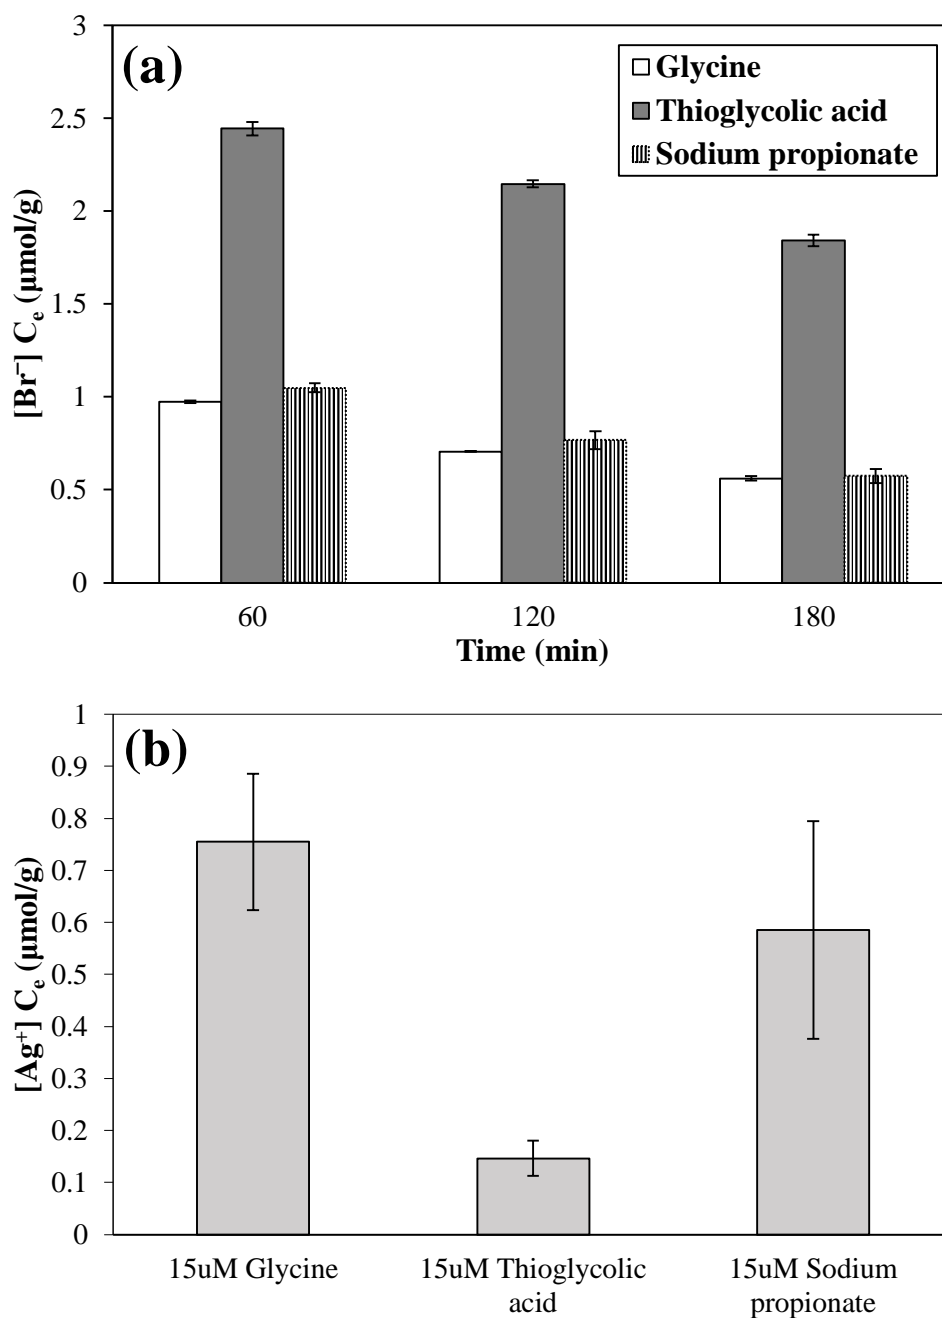 (a)
Glycine
Thioglycolic acid
Sodium propionate
[Br⁻] Cₑ (µmol/g)
3
2.5
2
1.5
1
0.5
0
60 120 180
Time (min)
(b)
[Ag⁺] Cₑ (µmol/g)
1
0.9
0.8
0.7
0.6
0.5
0.4
0.3
0.2
0.1
0
15uM Glycine
15uM Thioglycolic
acid
15uM Sodium
propionate